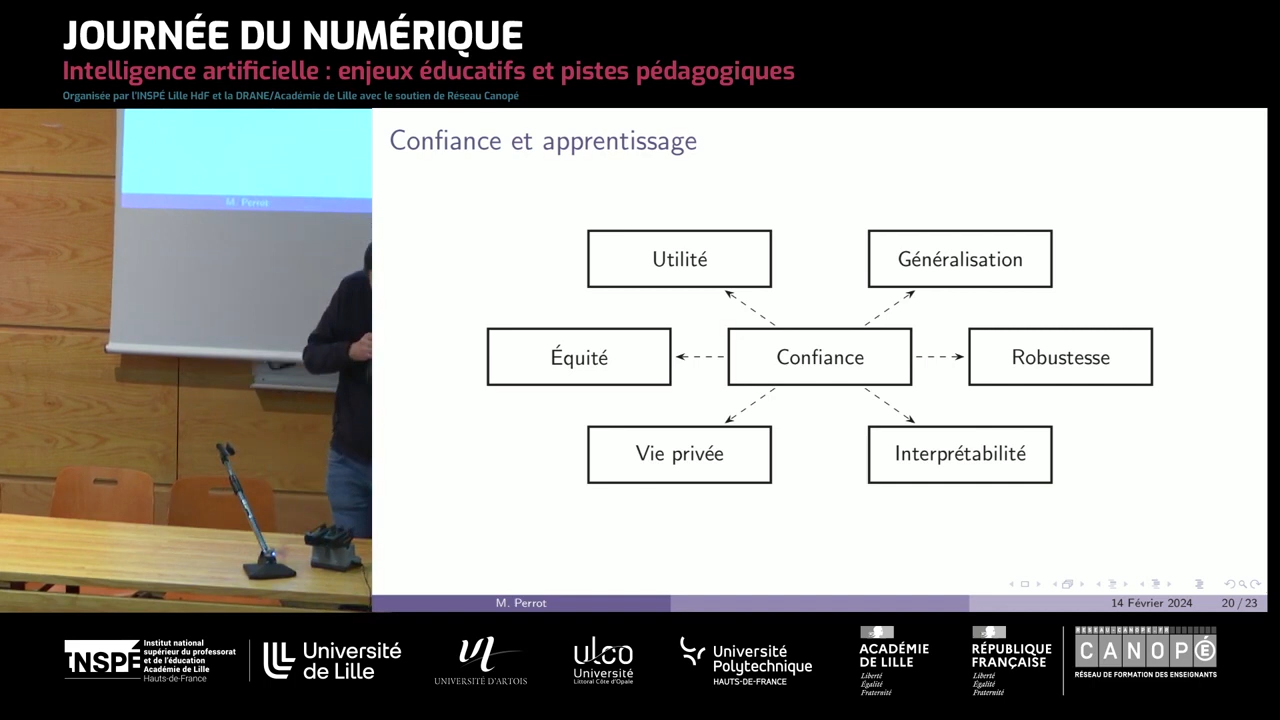 JOURNÉE DU NUMÉRIQUE
Intelligence artificielle : enjeux éducatifs et pistes pédagogiques
Organisée par l'INSPÉ Lille HdF et la DRANE/Académie de Lille avec le soutien de Réseau Canopé
M. Perrot
Confiance et apprentissage
Utilité
Généralisation
Équité
Confiance
Robustesse
Vie privée
Interprétabilité
M. Perrot
14 Février 2024
20 / 23
INSPÉ
Institut national
supérieur du professorat
et de l'éducation
Académie de Lille
Hauts-de-France
Université
de Lille
UNIVERSITÉ D'ARTOIS
ulco
Université
Littoral Côte d'Opale
Université
Polytechnique
HAUTS-DE-FRANCE
ACADÉMIE
DE LILLE
Liberté
Égalité
Fraternité
RÉPUBLIQUE
FRANÇAISE
Liberté
Égalité
Fraternité
RESEAU-CANOPE.FR
CANOPÉ
RÉSEAU DE FORMATION DES ENSEIGNANTS